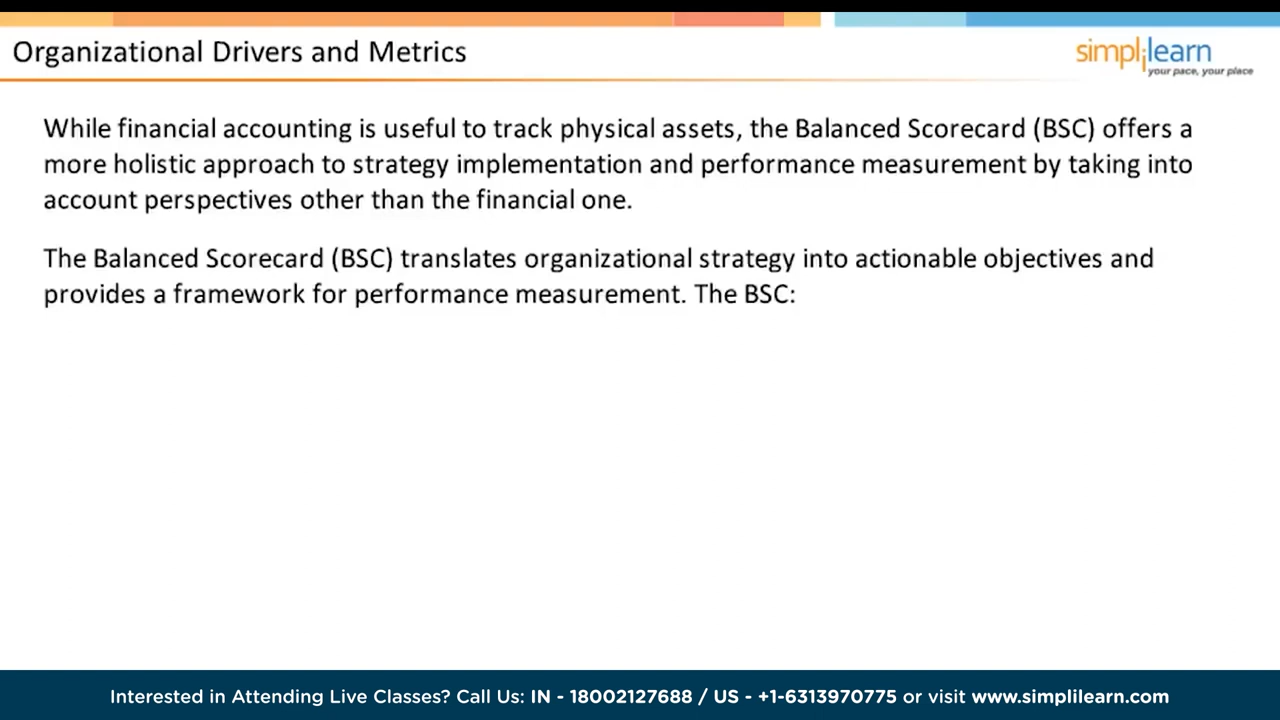 Organizational Drivers and Metrics
simplilearn
your pace, your place
While financial accounting is useful to track physical assets, the Balanced Scorecard (BSC) offers a
more holistic approach to strategy implementation and performance measurement by taking into
account perspectives other than the financial one.
The Balanced Scorecard (BSC) translates organizational strategy into actionable objectives and
provides a framework for performance measurement. The BSC:
Interested in Attending Live Classes? Call Us: IN - 18002127688 / US - +1-6313970775 or visit www.simplilearn.com